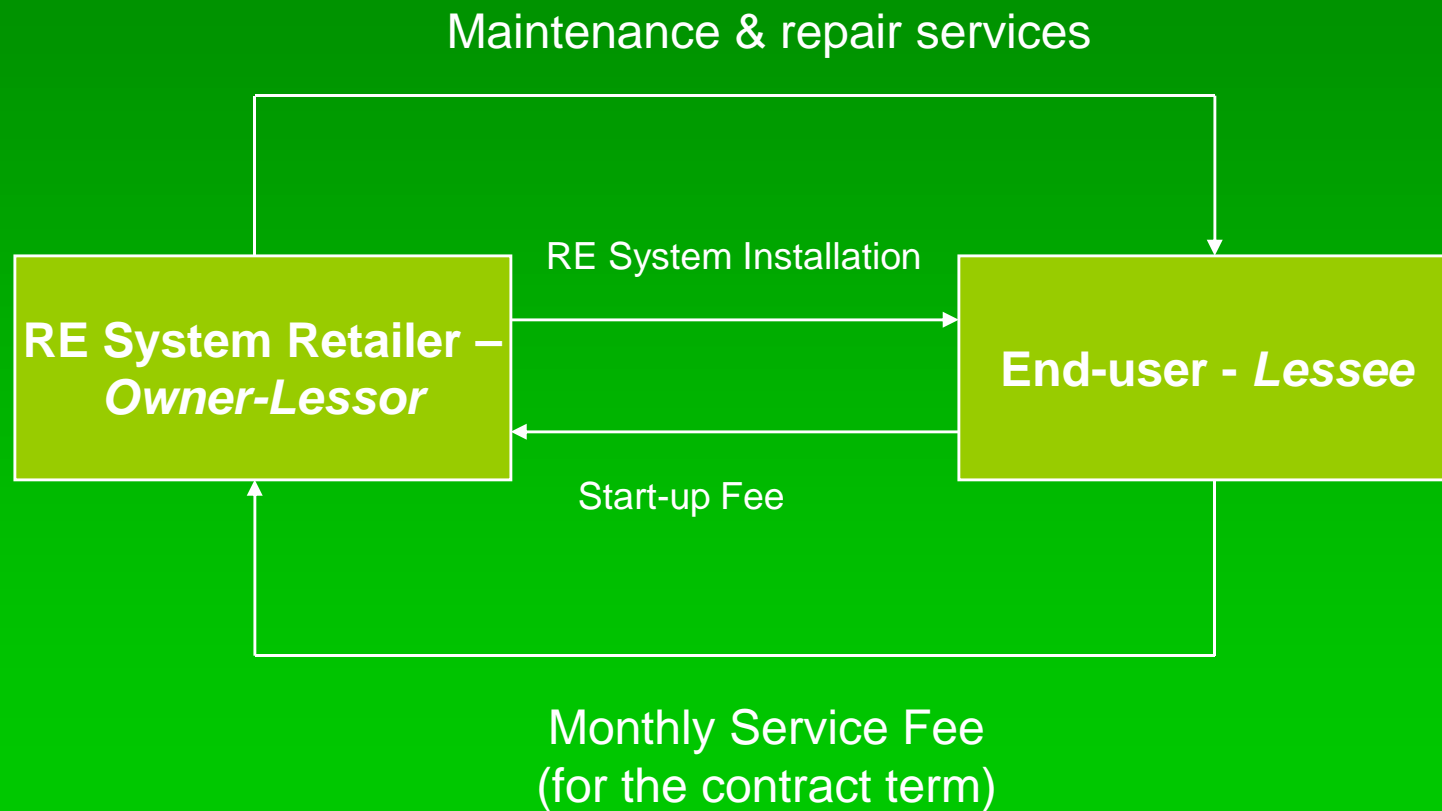 Maintenance & repair services
RE System Installation
RE System Retailer –
Owner-Lessor
End-user - Lessee
Start-up Fee
Monthly Service Fee
(for the contract term)